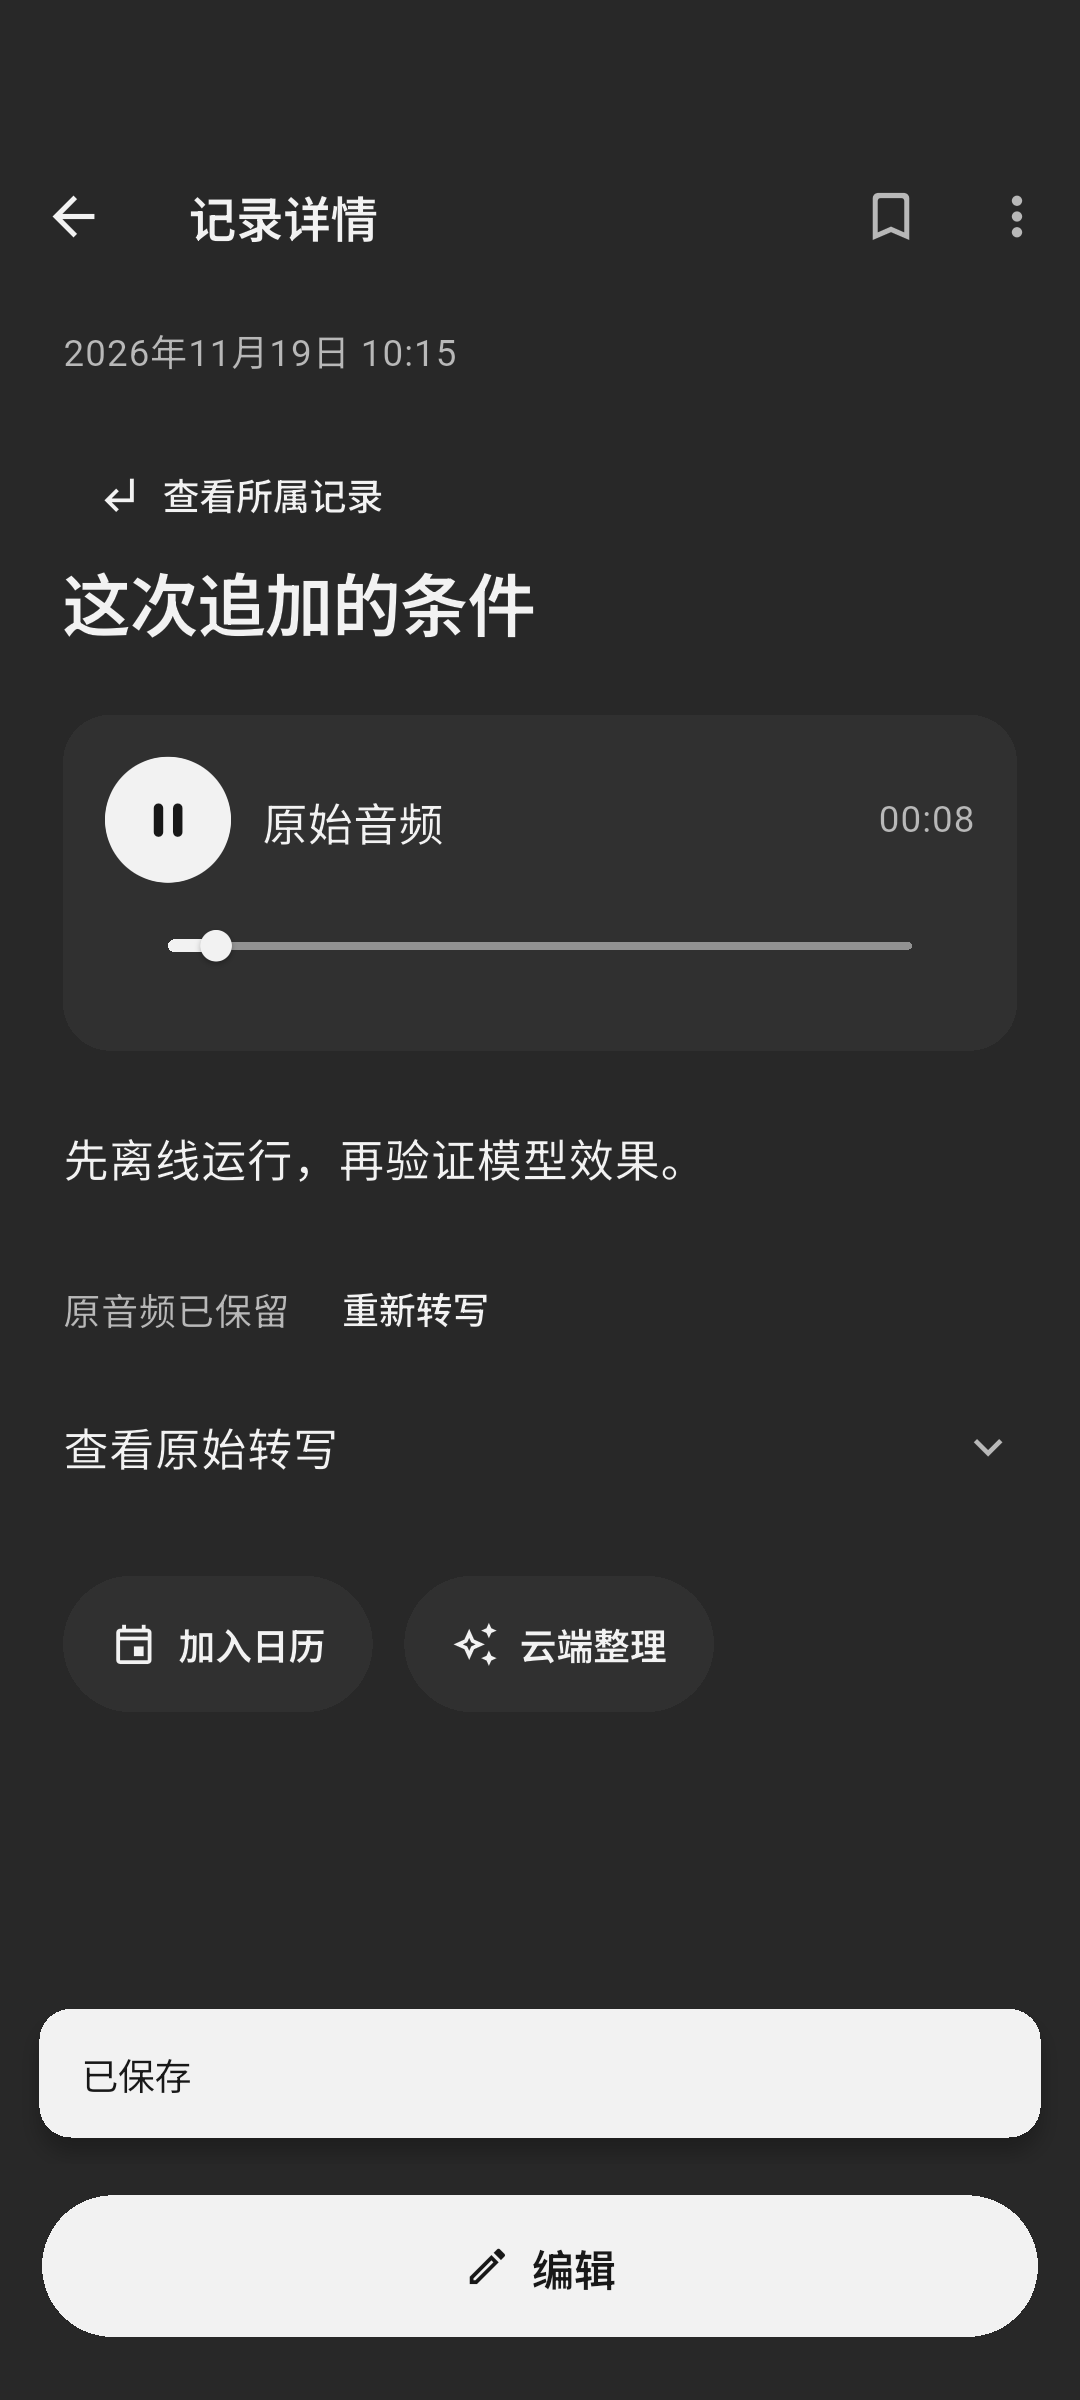 记录详情
2026年11月19日 10:15
查看所属记录
这次追加的条件
原始音频
00:08
先离线运行，再验证模型效果。
原音频已保留 重新转写
查看原始转写
加入日历 云端整理
已保存
编辑